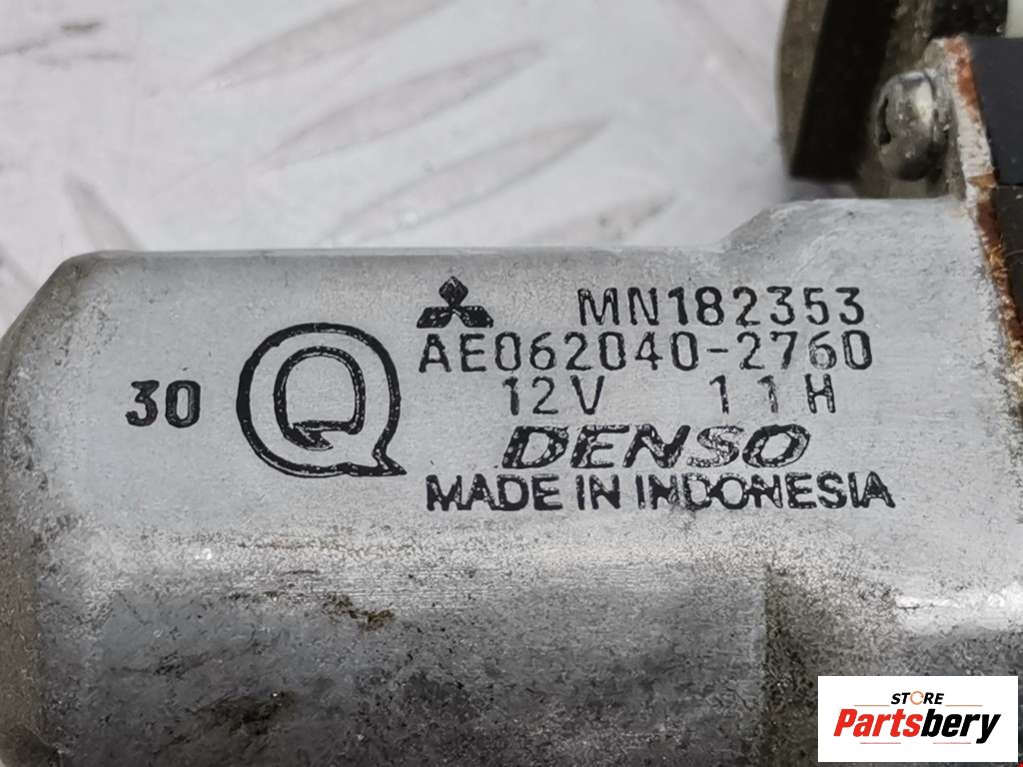 MN182353
AE062040-2760
30 Q 12V 11H
DENSO
MADE IN INDONESIA
STORE
Partsbery